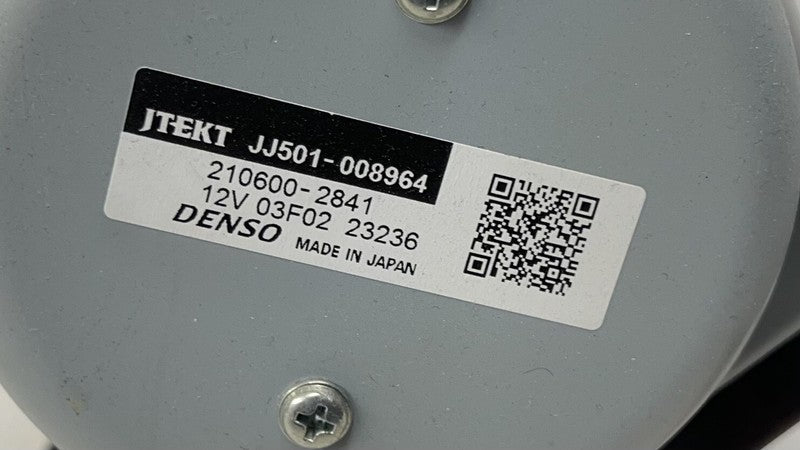 JTEKT JJ501-008964
210600-2841
12V 03F02 23236
DENSO MADE IN JAPAN